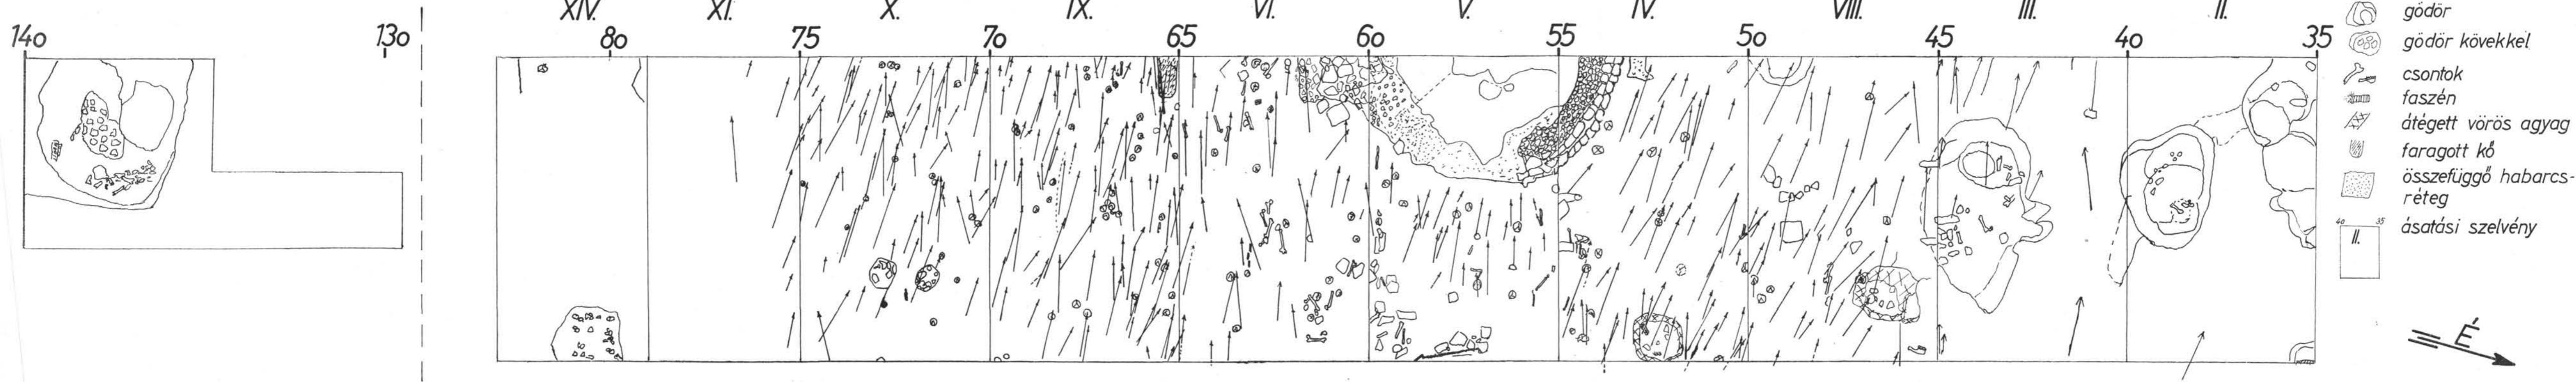 XIV. XI. X. IX. VI. V. IV. VIII. III. II.
140 130 80 75 70 65 60 55 50 45 40 35
gödör
gödör kövekkel
csontok
faszén
átégett vörös agyag
faragott kő
összefüggő habarcs-
réteg
40 35
ásatási szelvény
II.
É